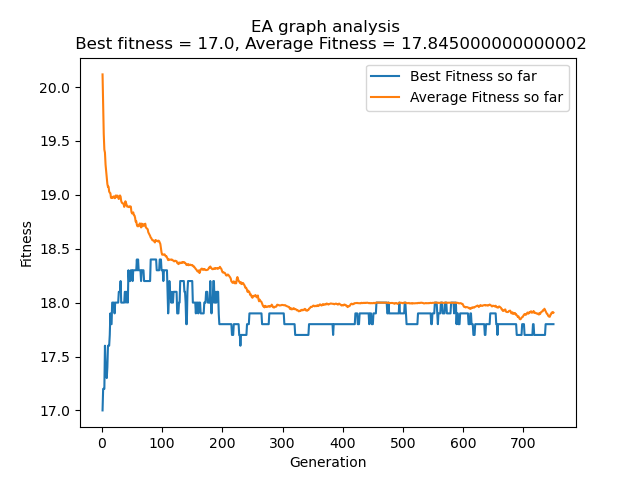 EA graph analysis
Best fitness = 17.0, Average Fitness = 17.845000000000002
Best Fitness so far
Average Fitness so far
20.0
19.5
19.0
18.5
18.0
17.5
17.0
Fitness
0 100 200 300 400 500 600 700
Generation